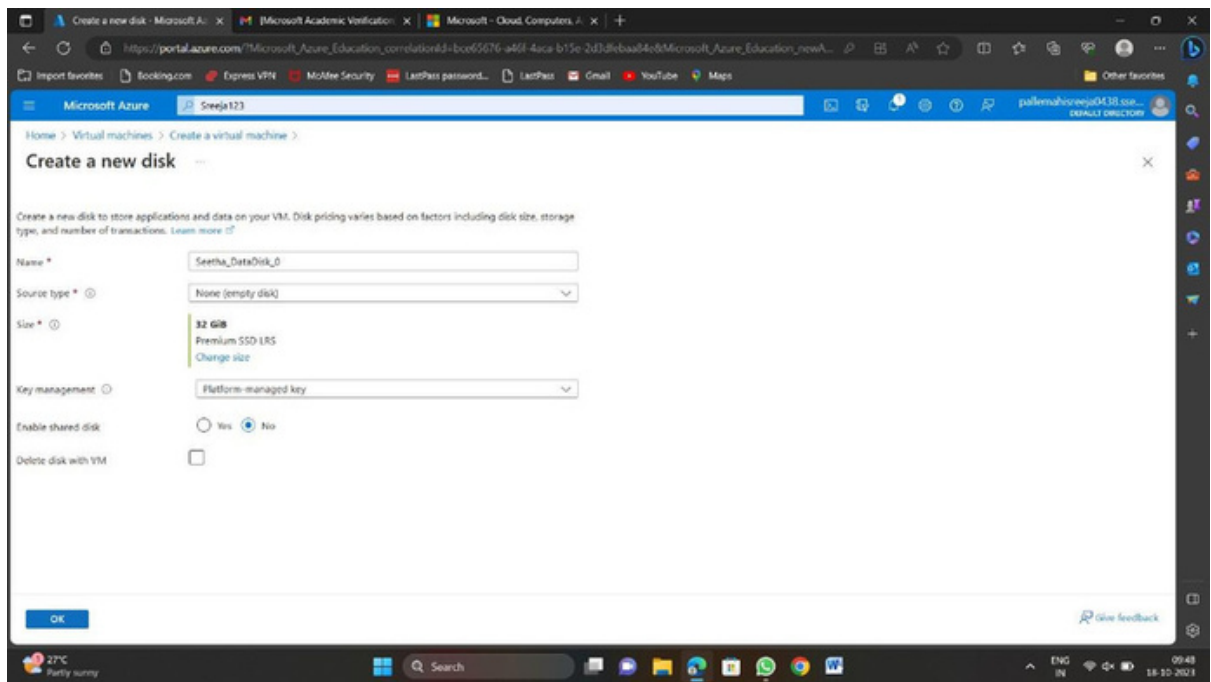 Create a new disk - Microsoft Az
[Microsoft Academic Verification]
Microsoft – Cloud, Computers, A
https://portal.azure.com/?Microsoft_Azure_Education_correlationId=bce65676-a46f-4aca-b15e-2d3dfebaa84e&Microsoft_Azure_Education_newA...
Import favorites
Booking.com
Express VPN
McAfee Security
LastPass password...
LastPass
Gmail
YouTube
Maps
Other favorites
Microsoft Azure
Sreeja123
1
pallemahisreeja0438.sse...
DEFAULT DIRECTORY
Home > Virtual machines > Create a virtual machine >
Create a new disk ...
Create a new disk to store applications and data on your VM. Disk pricing varies based on factors including disk size, storage
type, and number of transactions. Learn more
Name *
Seetha_DataDisk_0
Source type *
None (empty disk)
Size *
32 GiB
Premium SSD LRS
Change size
Key management
Platform-managed key
Enable shared disk
Yes No
Delete disk with VM
OK
Give feedback
1
27°C
Partly sunny
Search
ENG
IN
09:48
18-10-2023